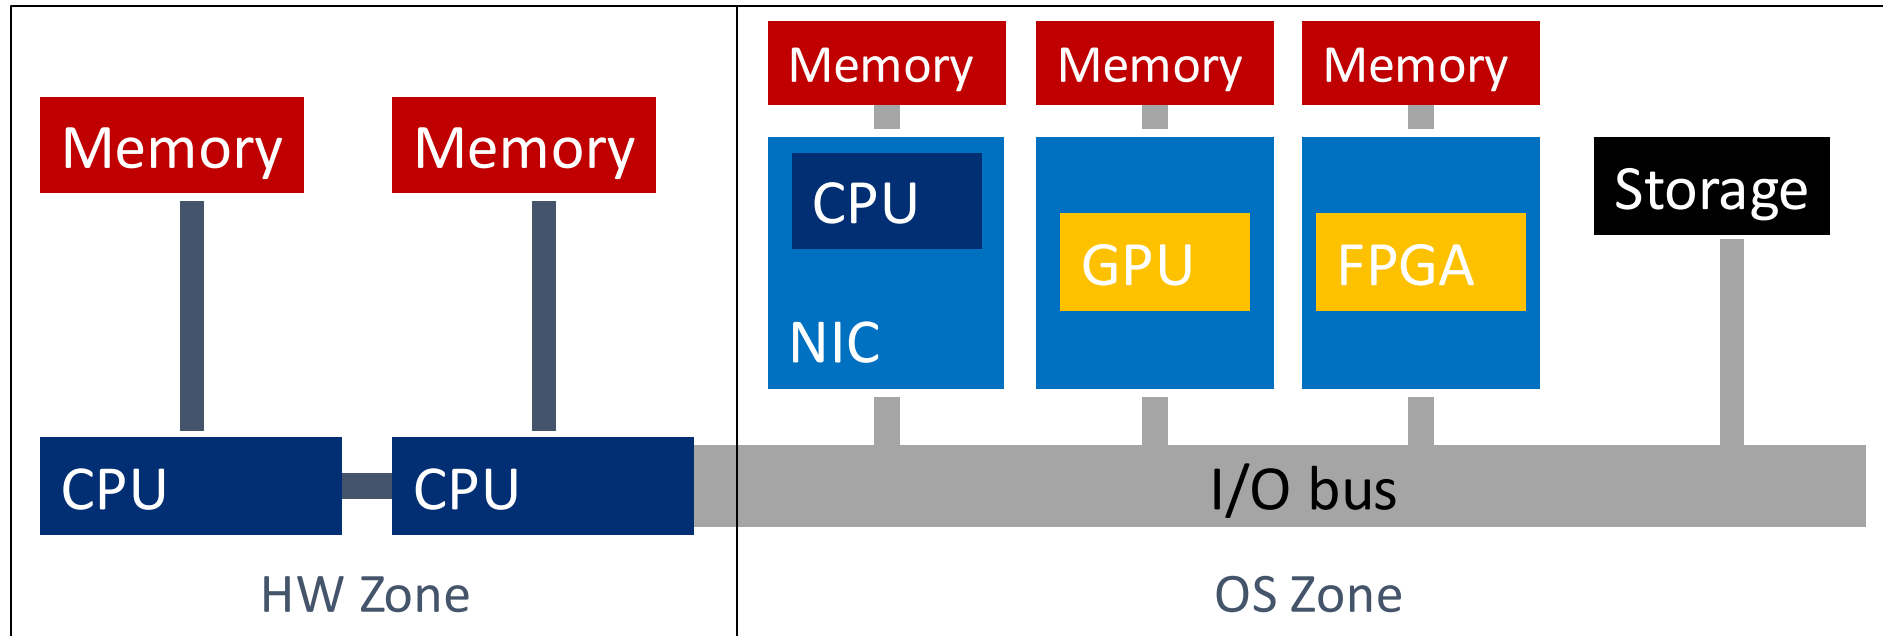 Memory
Memory
CPU
CPU
HW Zone
Memory
Memory
Memory
CPU
NIC
GPU
FPGA
Storage
I/O bus
OS Zone